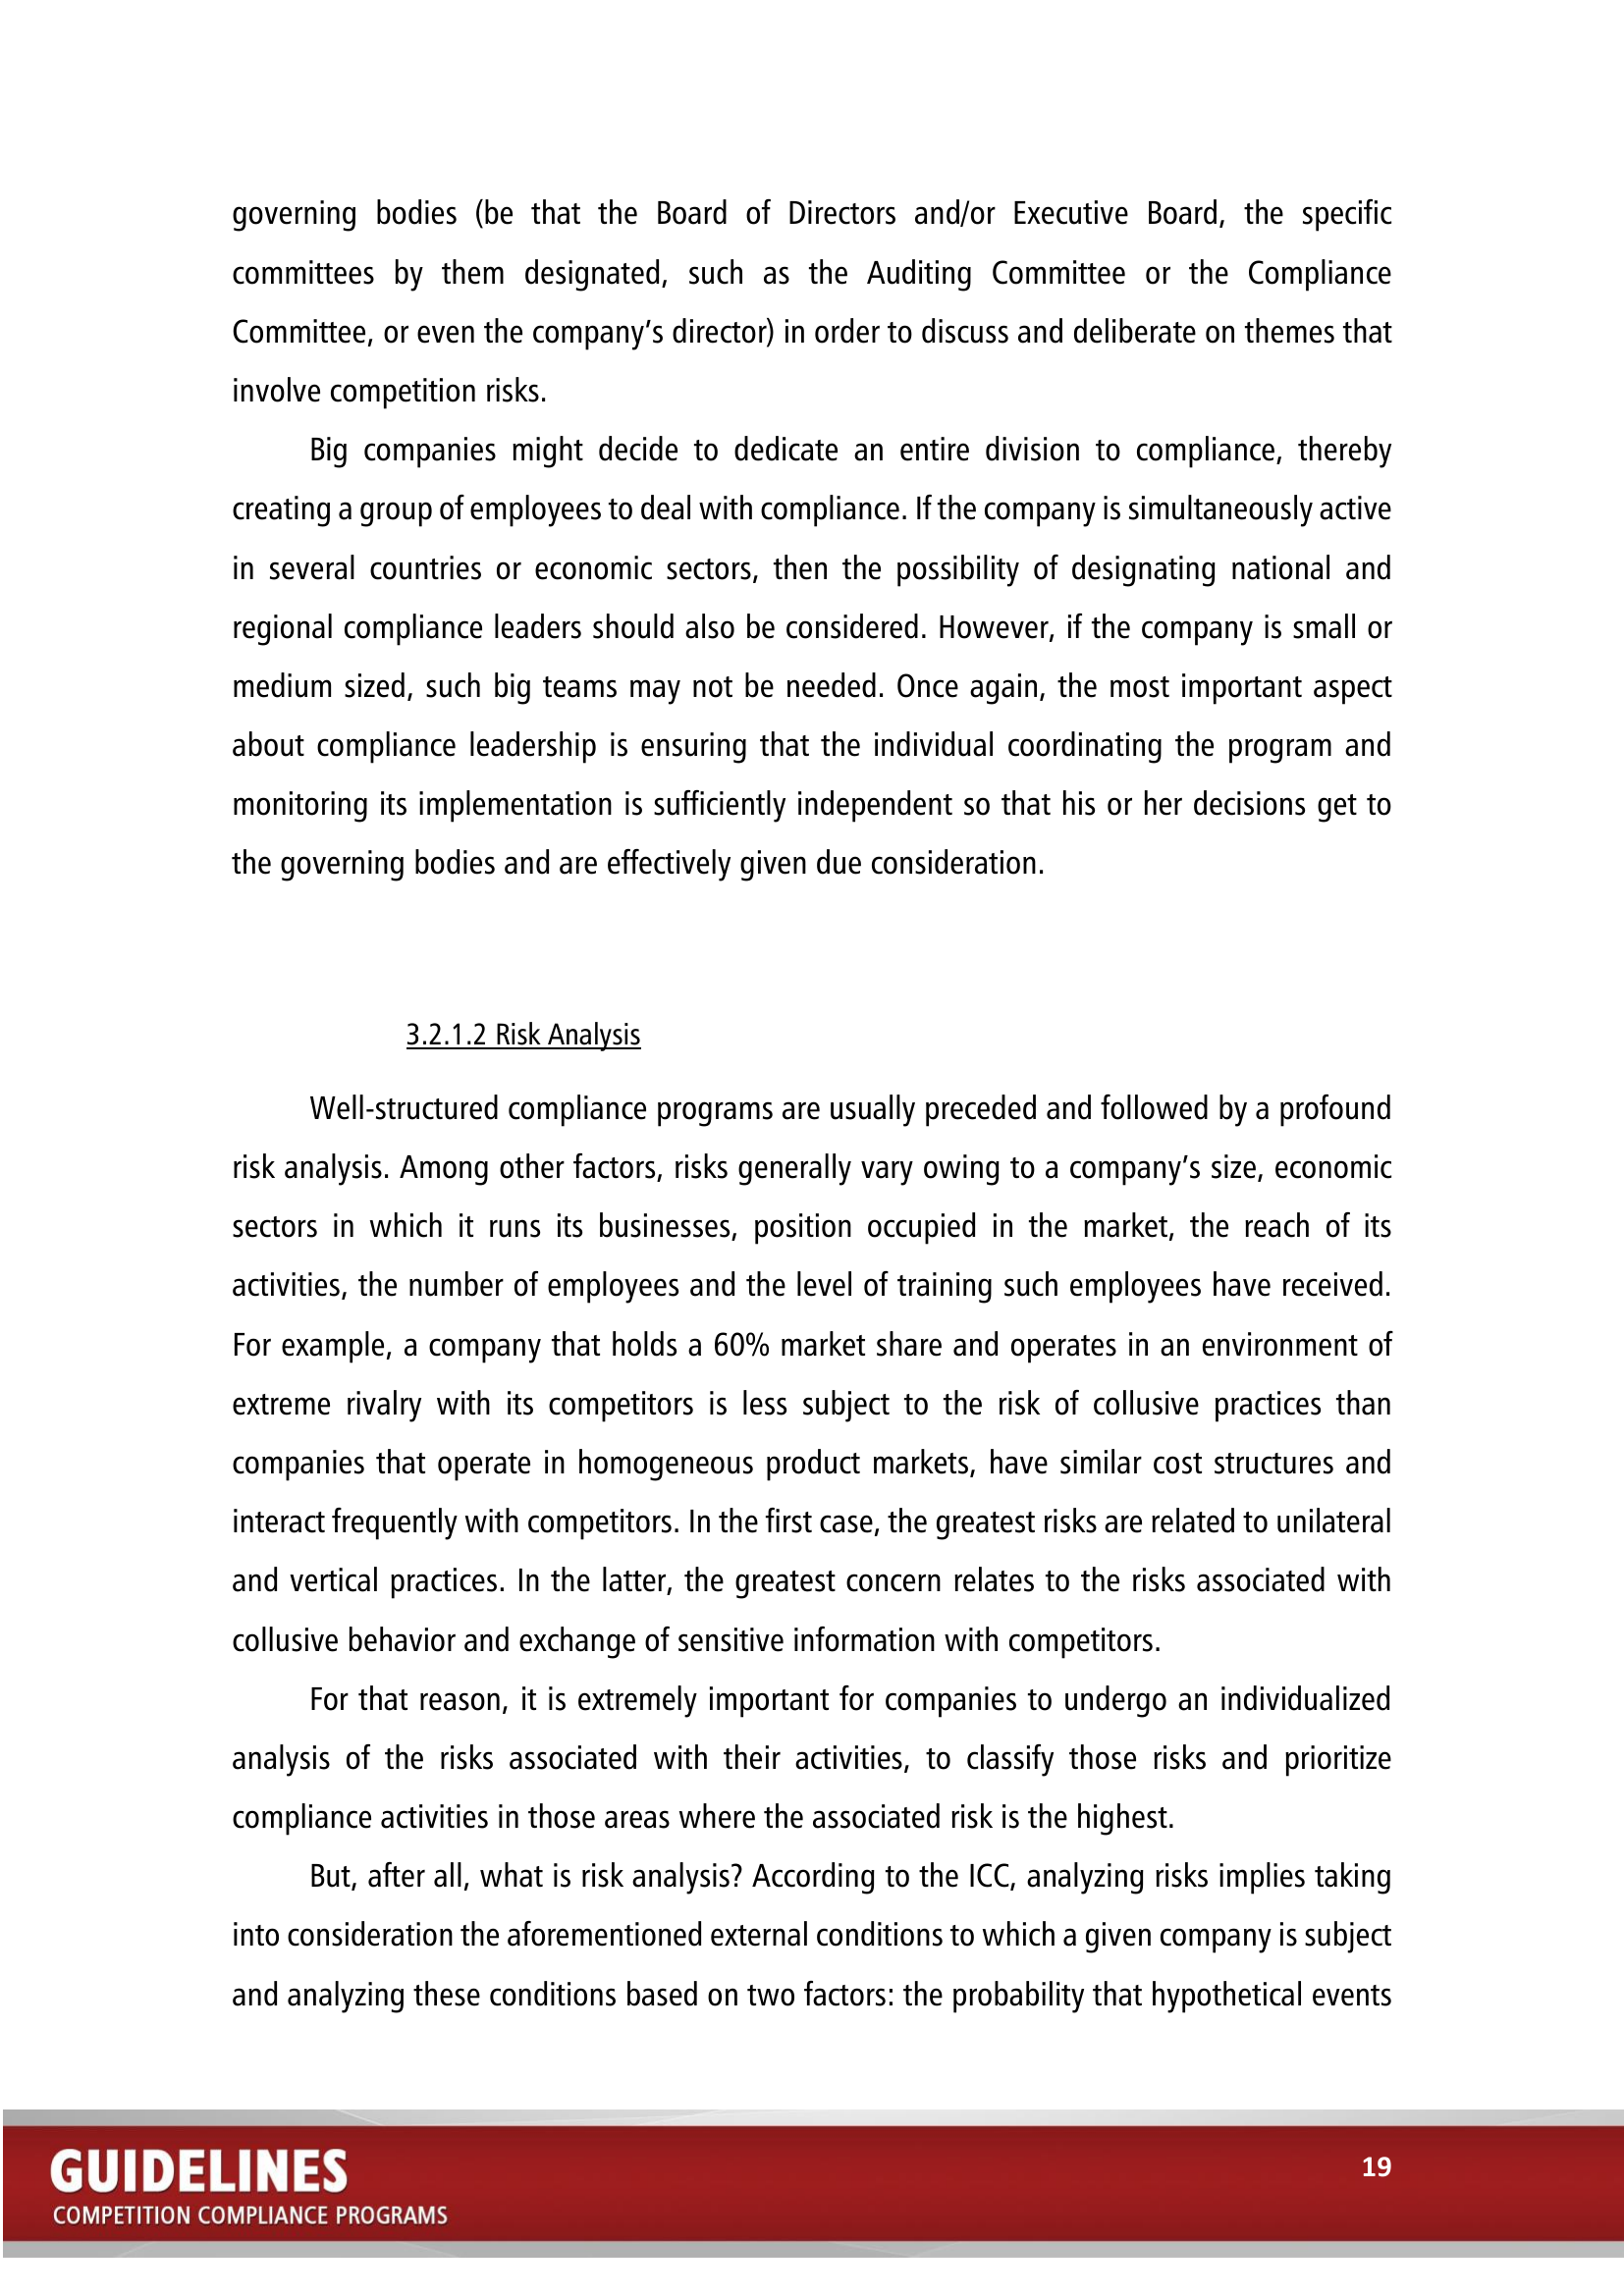 governing bodies (be that the Board of Directors and/or Executive Board, the specific
committees by them designated, such as the Auditing Committee or the Compliance
Committee, or even the company’s director) in order to discuss and deliberate on themes that
involve competition risks.
Big companies might decide to dedicate an entire division to compliance, thereby
creating a group of employees to deal with compliance. If the company is simultaneously active
in several countries or economic sectors, then the possibility of designating national and
regional compliance leaders should also be considered. However, if the company is small or
medium sized, such big teams may not be needed. Once again, the most important aspect
about compliance leadership is ensuring that the individual coordinating the program and
monitoring its implementation is sufficiently independent so that his or her decisions get to
the governing bodies and are effectively given due consideration.
3.2.1.2 Risk Analysis
Well-structured compliance programs are usually preceded and followed by a profound
risk analysis. Among other factors, risks generally vary owing to a company’s size, economic
sectors in which it runs its businesses, position occupied in the market, the reach of its
activities, the number of employees and the level of training such employees have received.
For example, a company that holds a 60% market share and operates in an environment of
extreme rivalry with its competitors is less subject to the risk of collusive practices than
companies that operate in homogeneous product markets, have similar cost structures and
interact frequently with competitors. In the first case, the greatest risks are related to unilateral
and vertical practices. In the latter, the greatest concern relates to the risks associated with
collusive behavior and exchange of sensitive information with competitors.
For that reason, it is extremely important for companies to undergo an individualized
analysis of the risks associated with their activities, to classify those risks and prioritize
compliance activities in those areas where the associated risk is the highest.
But, after all, what is risk analysis? According to the ICC, analyzing risks implies taking
into consideration the aforementioned external conditions to which a given company is subject
and analyzing these conditions based on two factors: the probability that hypothetical events
GUIDELINES
COMPETITION COMPLIANCE PROGRAMS
19